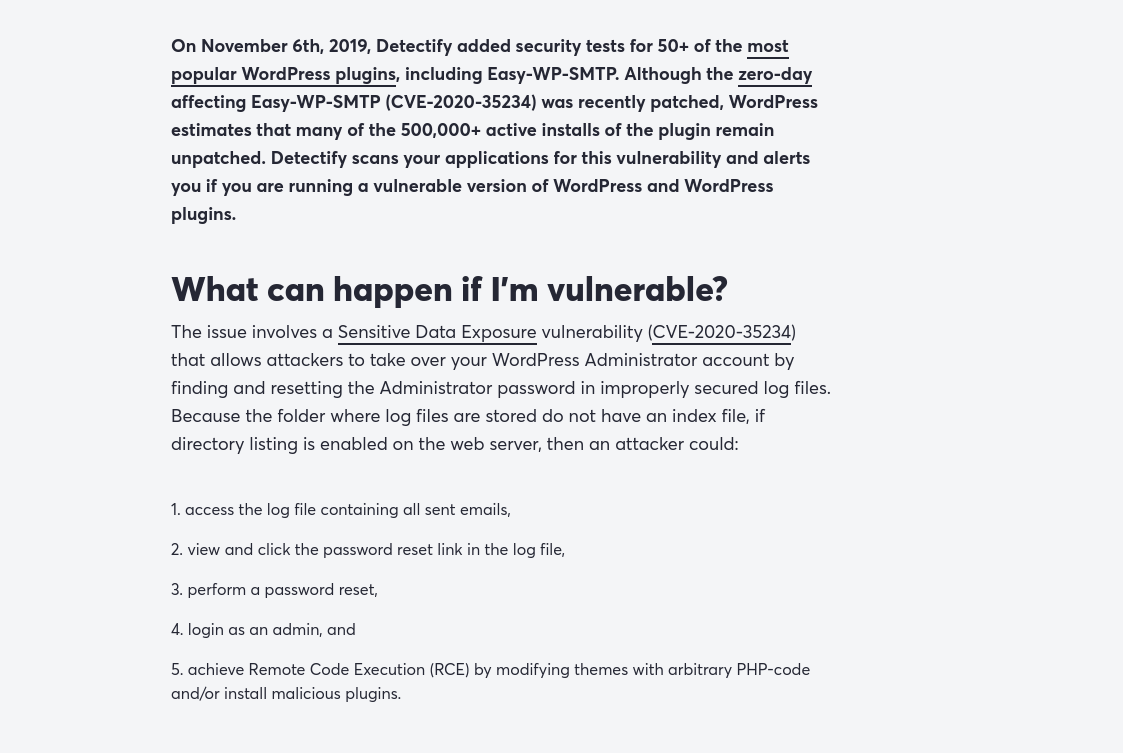 On November 6th, 2019, Detectify added security tests for 50+ of the most
popular WordPress plugins, including Easy-WP-SMTP. Although the zero-day
affecting Easy-WP-SMTP (CVE-2020-35234) was recently patched, WordPress
estimates that many of the 500,000+ active installs of the plugin remain
unpatched. Detectify scans your applications for this vulnerability and alerts
you if you are running a vulnerable version of WordPress and WordPress
plugins.
What can happen if I'm vulnerable?
The issue involves a Sensitive Data Exposure vulnerability (CVE-2020-35234)
that allows attackers to take over your WordPress Administrator account by
finding and resetting the Administrator password in improperly secured log files.
Because the folder where log files are stored do not have an index file, if
directory listing is enabled on the web server, then an attacker could:
1. access the log file containing all sent emails,
2. view and click the password reset link in the log file,
3. perform a password reset,
4. login as an admin, and
5. achieve Remote Code Execution (RCE) by modifying themes with arbitrary PHP-code
and/or install malicious plugins.